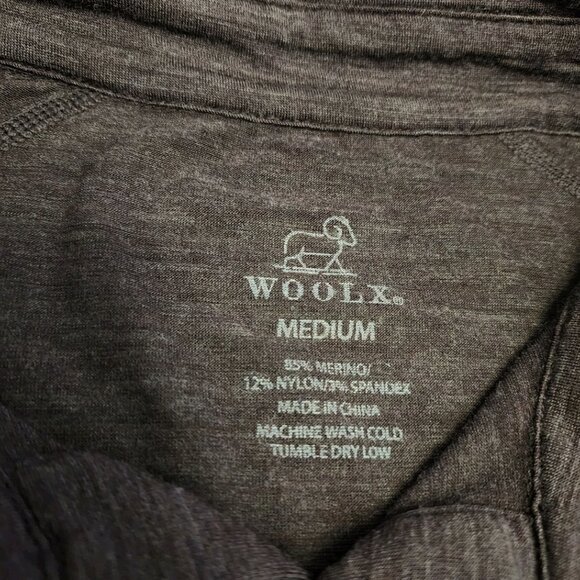 WOOLX®
MEDIUM
85% MERINO/
12% NYLON/3% SPANDEX
MADE IN CHINA
MACHINE WASH COLD
TUMBLE DRY LOW